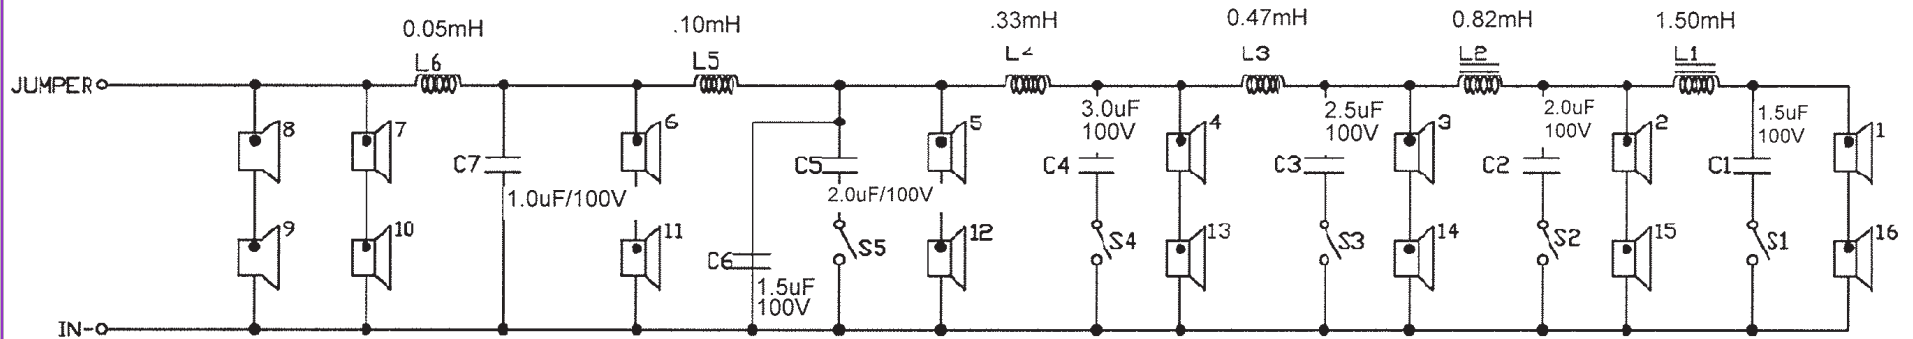 0.05mH
.10mH
.33mH
0.47mH
0.82mH
1.50mH
L6
L5
L4
L3
L2
L1
JUMPER
8
7
6
5
4
3
2
1
3.0uF
100V
2.5uF
100V
2.0uF
100V
1.5uF
100V
C7
C5
C4
C3
C2
C1
1.0uF/100V
2.0uF/100V
9
10
11
12
13
14
15
16
S5
S4
S3
S2
S1
C6
1.5uF
100V
IN-